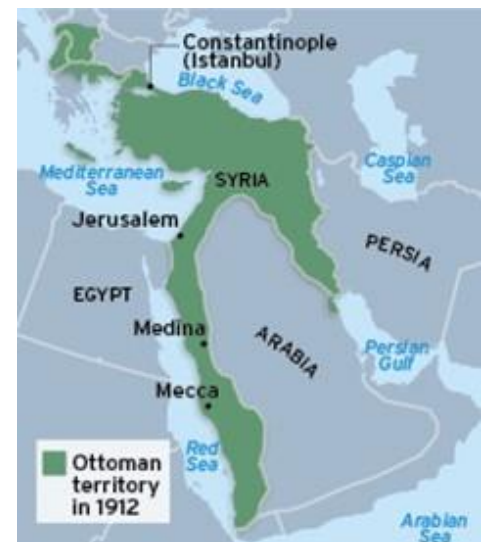 Constantinople
(Istanbul)
Black Sea
Mediterranean
Sea
SYRIA
Caspian
Sea
Jerusalem
PERSIA
EGYPT
Medina
ARABIA
Persian
Gulf
Mecca
Red
Sea
Ottoman
territory
in 1912
Arabian
Sea